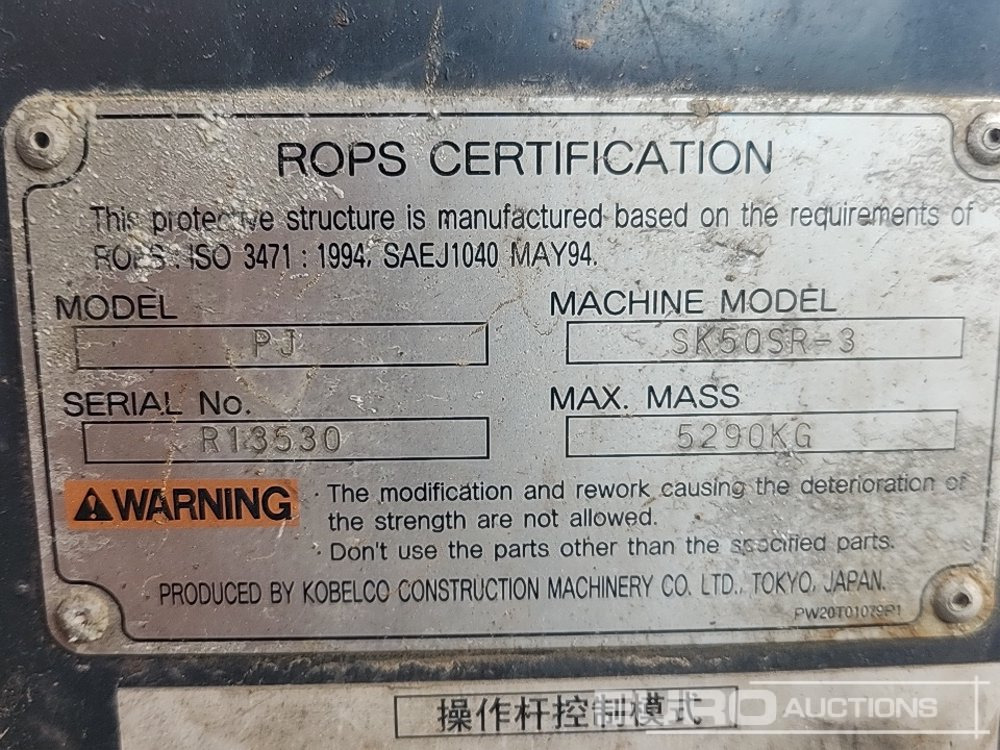 ROPS CERTIFICATION
This protective structure is manufactured based on the requirements of
ROPS : ISO 3471 : 1994, SAEJ1040 MAY94.
MODEL
PJ
MACHINE MODEL
SK50SR-3
SERIAL No.
R13530
MAX. MASS
5290KG
WARNING
· The modification and rework causing the deterioration of
the strength are not allowed.
· Don't use the parts other than the specified parts.
PRODUCED BY KOBELCO CONSTRUCTION MACHINERY CO. LTD., TOKYO, JAPAN.
PW20T01079P1
操作杆控制模式
EURO AUCTIONS